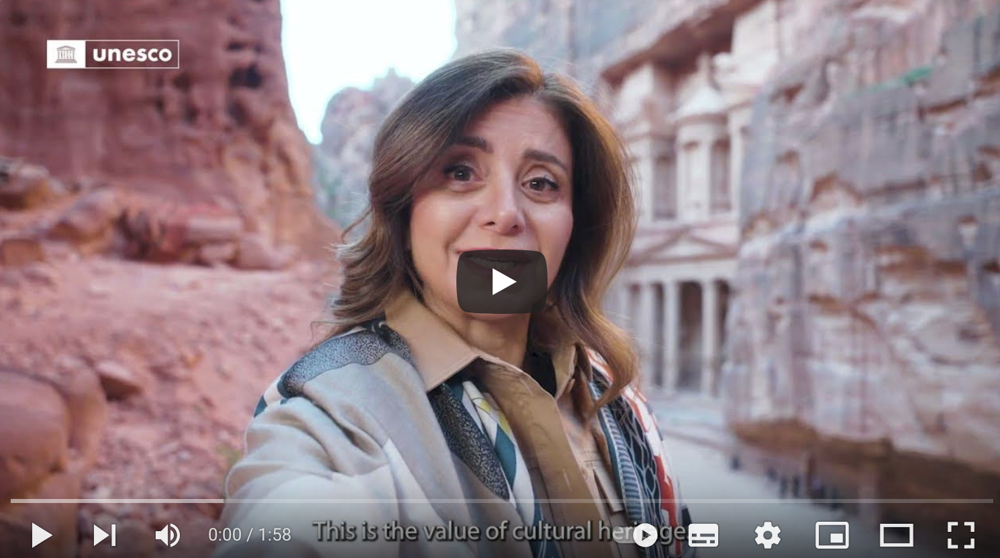 unesco
0:00 / 1:58
This is the value of cultural heritage